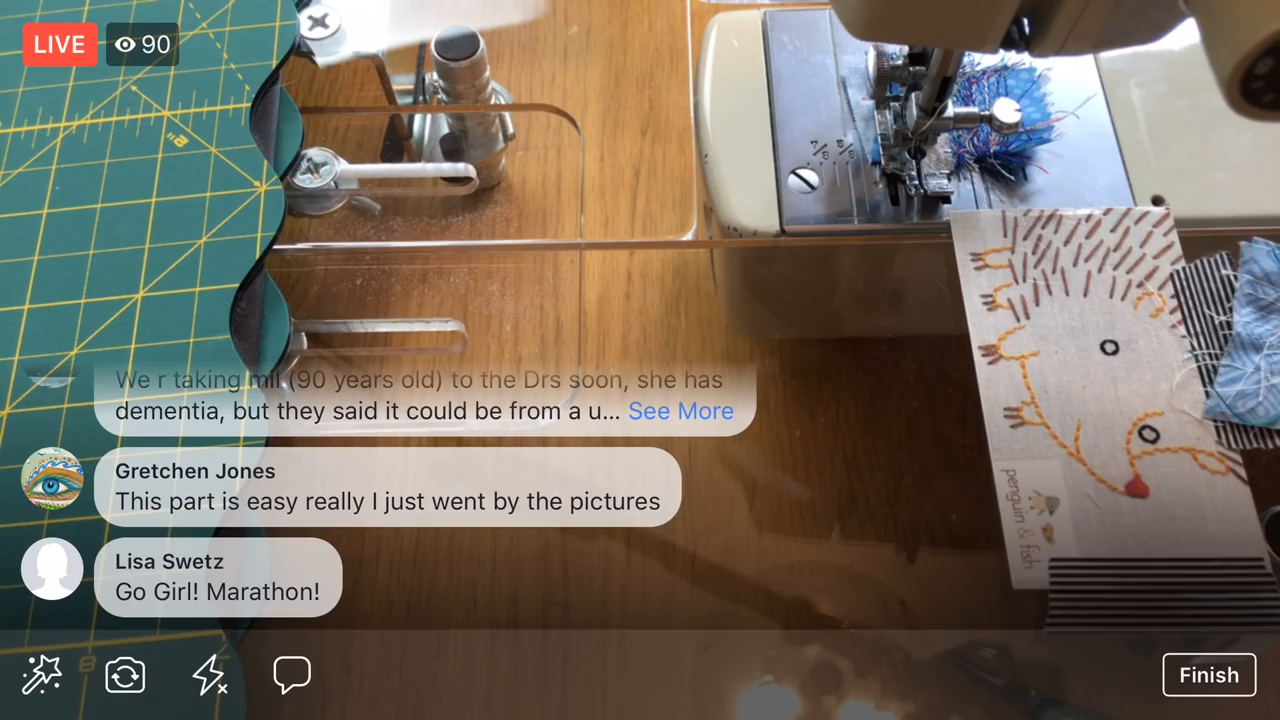 LIVE
90
We r taking mil (90 years old) to the Drs soon, she has
dementia, but they said it could be from a u... See More
Gretchen Jones
This part is easy really I just went by the pictures
Lisa Swetz
Go Girl! Marathon!
penguin & fish
8
Finish